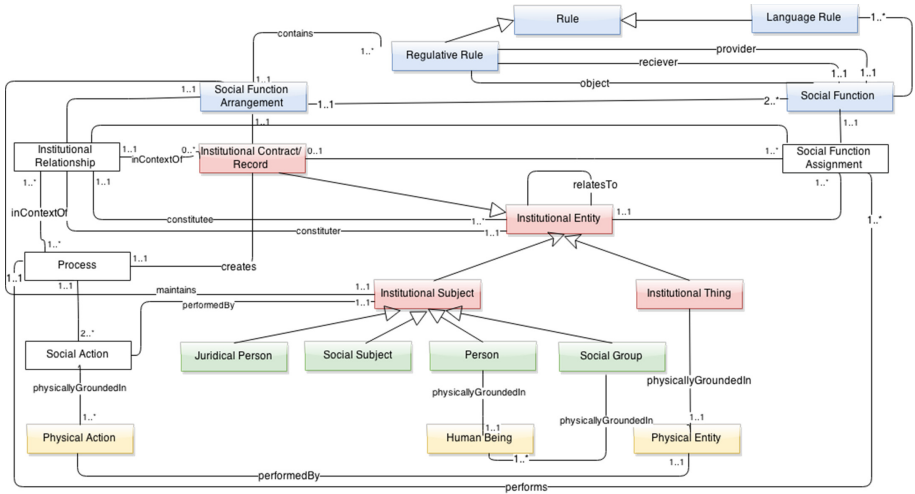 Rule
Language Rule
1..*
contains
1..*
Regulative Rule
provider
reciever
object
1..1
1..1
1..1
1..1
Social Function
Arrangement
1..1
2..*
Social Function
1..1
1..1
Institutional
Relationship
1..1
inContextOf
0..*
Institutional Contract/
Record
0..1
1..*
Social Function
Assignment
1..*
1..1
1..*
relatesTo
inContextOf
constitutee
1..*
Institutional Entity
1..1
1..*
constituter
1..1
1..*
Process
1..1
creates
1..1
1..1
maintains
1..1
performedBy
1..1
Institutional Subject
Institutional Thing
2..*
Social Action
Juridical Person
Social Subject
Person
Social Group
physicallyGroundedIn
physicallyGroundedIn
physicallyGroundedIn
physicallyGroundedIn
1..*
1..1
1..1
Physical Action
Human Being
Physical Entity
1..*
1..1
performedBy
performs